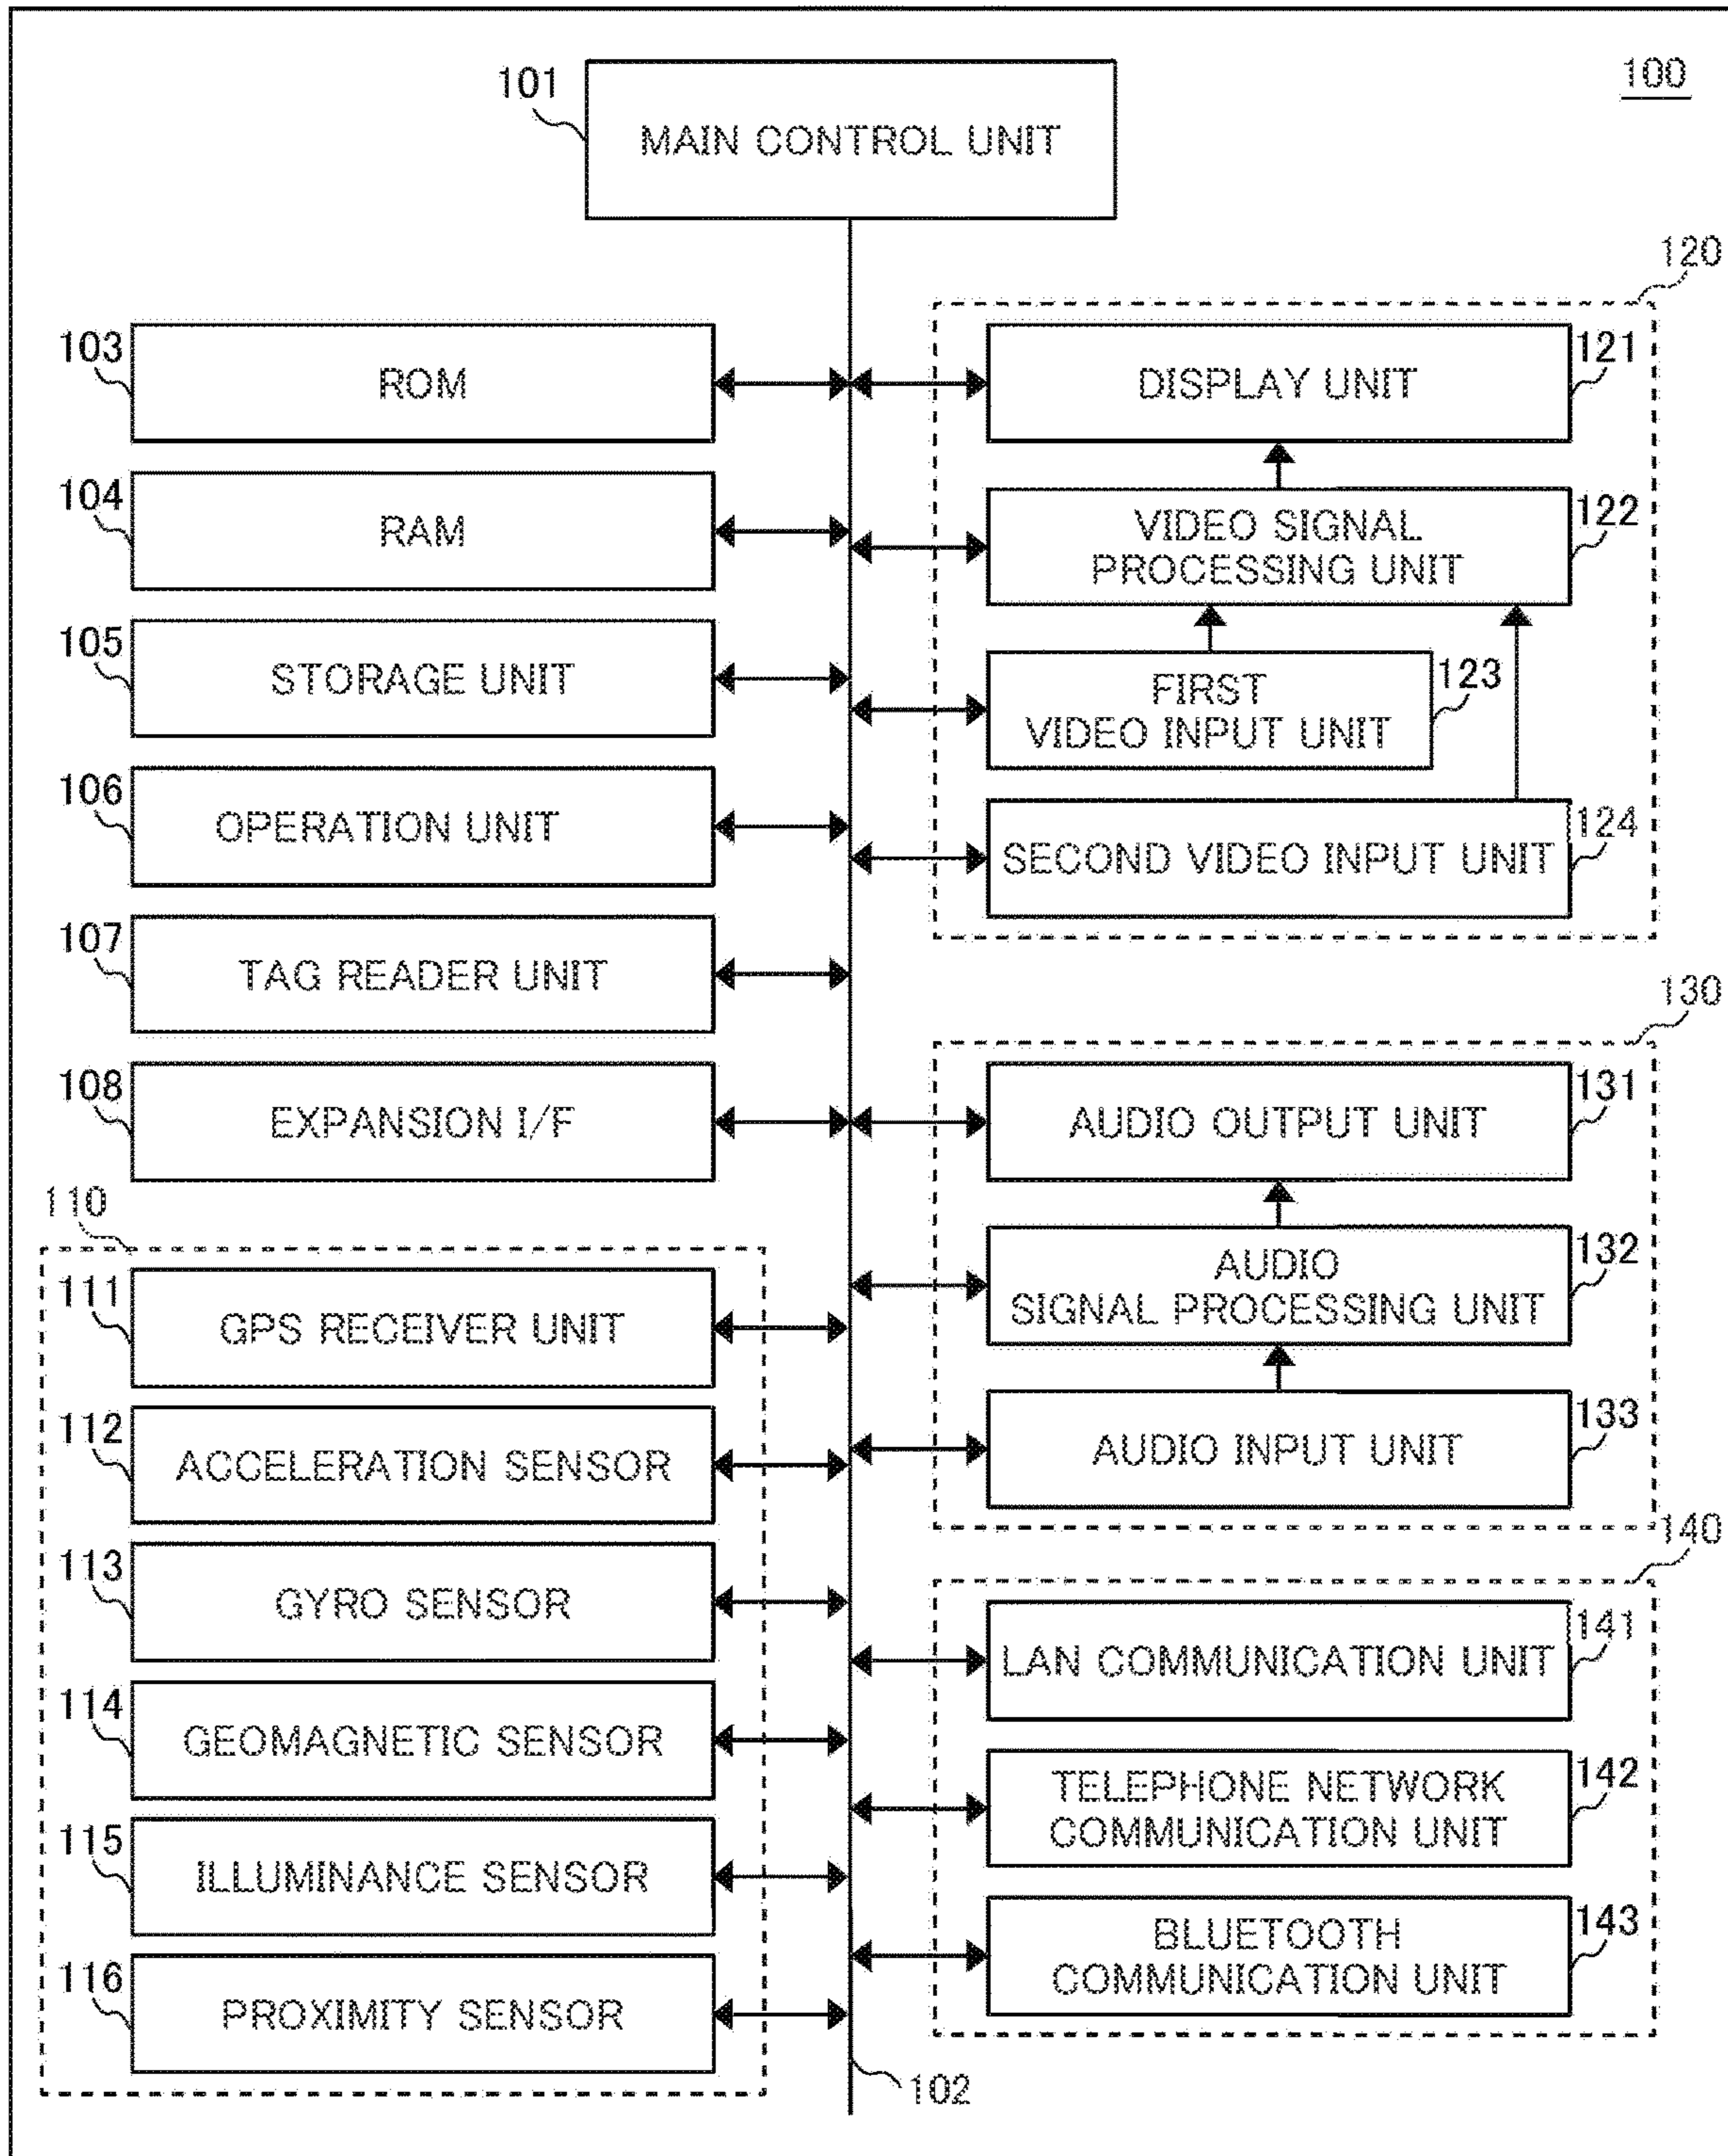 100
101
MAIN CONTROL UNIT
103
ROM
104
RAM
105
STORAGE UNIT
106
OPERATION UNIT
107
TAG READER UNIT
108
EXPANSION I/F
110
111
GPS RECEIVER UNIT
112
ACCELERATION SENSOR
113
GYRO SENSOR
114
GEOMAGNETIC SENSOR
115
ILLUMINANCE SENSOR
116
PROXIMITY SENSOR
120
121
DISPLAY UNIT
122
VIDEO SIGNAL
PROCESSING UNIT
123
FIRST
VIDEO INPUT UNIT
124
SECOND VIDEO INPUT UNIT
130
131
AUDIO OUTPUT UNIT
132
AUDIO
SIGNAL PROCESSING UNIT
133
AUDIO INPUT UNIT
140
141
LAN COMMUNICATION UNIT
142
TELEPHONE NETWORK
COMMUNICATION UNIT
143
BLUETOOTH
COMMUNICATION UNIT
102